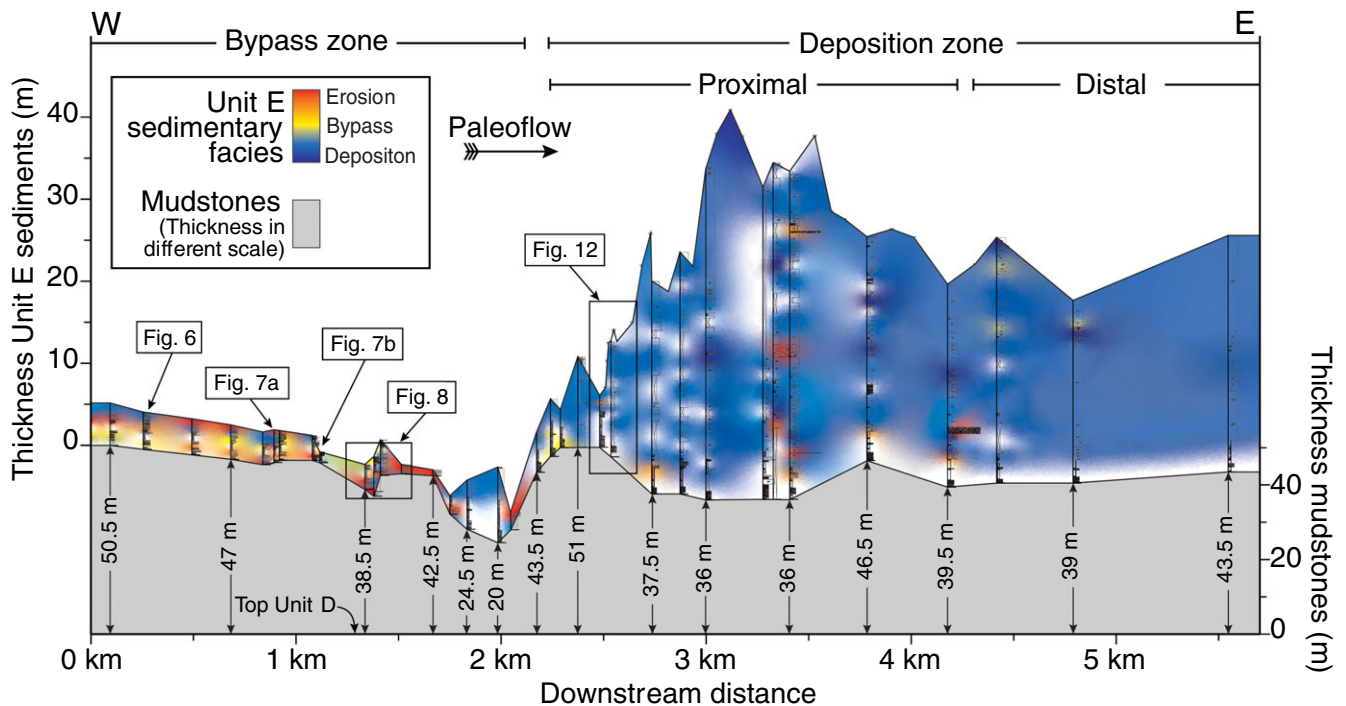 W
E
Bypass zone
Deposition zone
Proximal
Distal
Unit E
sedimentary
facies
Erosion
Bypass
Depositon
Mudstones
(Thickness in
different scale)
Paleoflow
Fig. 6
Fig. 7a
Fig. 7b
Fig. 8
Fig. 12
Thickness Unit E sediments (m)
40
30
20
10
0
Thickness mudstones (m)
40
20
0
50.5 m
47 m
38.5 m
42.5 m
24.5 m
20 m
43.5 m
51 m
37.5 m
36 m
36 m
46.5 m
39.5 m
39 m
43.5 m
Top Unit D
0 km
1 km
2 km
3 km
4 km
5 km
Downstream distance